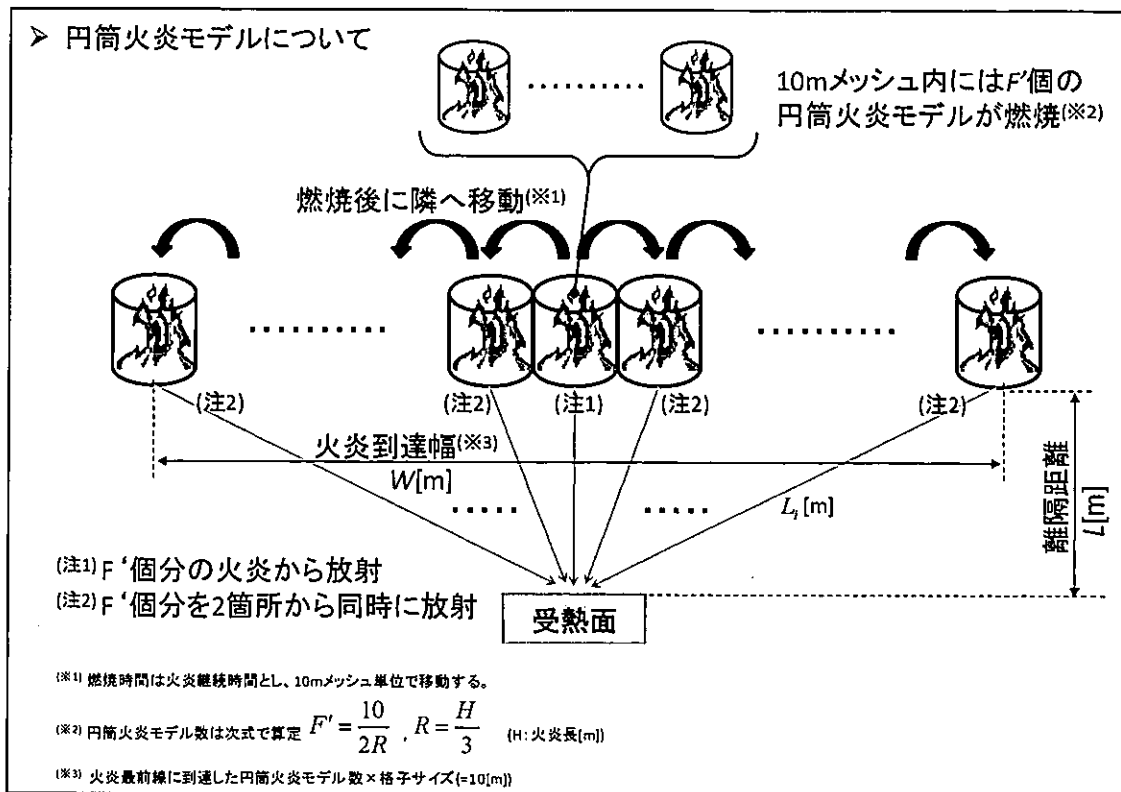 ➤ 円筒火炎モデルについて
10mメッシュ内にはF'個の
円筒火炎モデルが燃焼(※2)
燃焼後に隣へ移動(※1)
(注2)
(注2)
(注1)
(注2)
(注2)
火炎到達幅(※3)
W[m]
L_i [m]
離隔距離
L[m]
(注1) F‘個分の火炎から放射
(注2) F‘個分を2箇所から同時に放射
受熱面
(※1) 燃焼時間は火炎継続時間とし、10mメッシュ単位で移動する。
(※2) 円筒火炎モデル数は次式で算定 F' = 10/2R , R = H/3 (H:火炎長[m])
(※3) 火炎最前線に到達した円筒火炎モデル数×格子サイズ(=10[m])